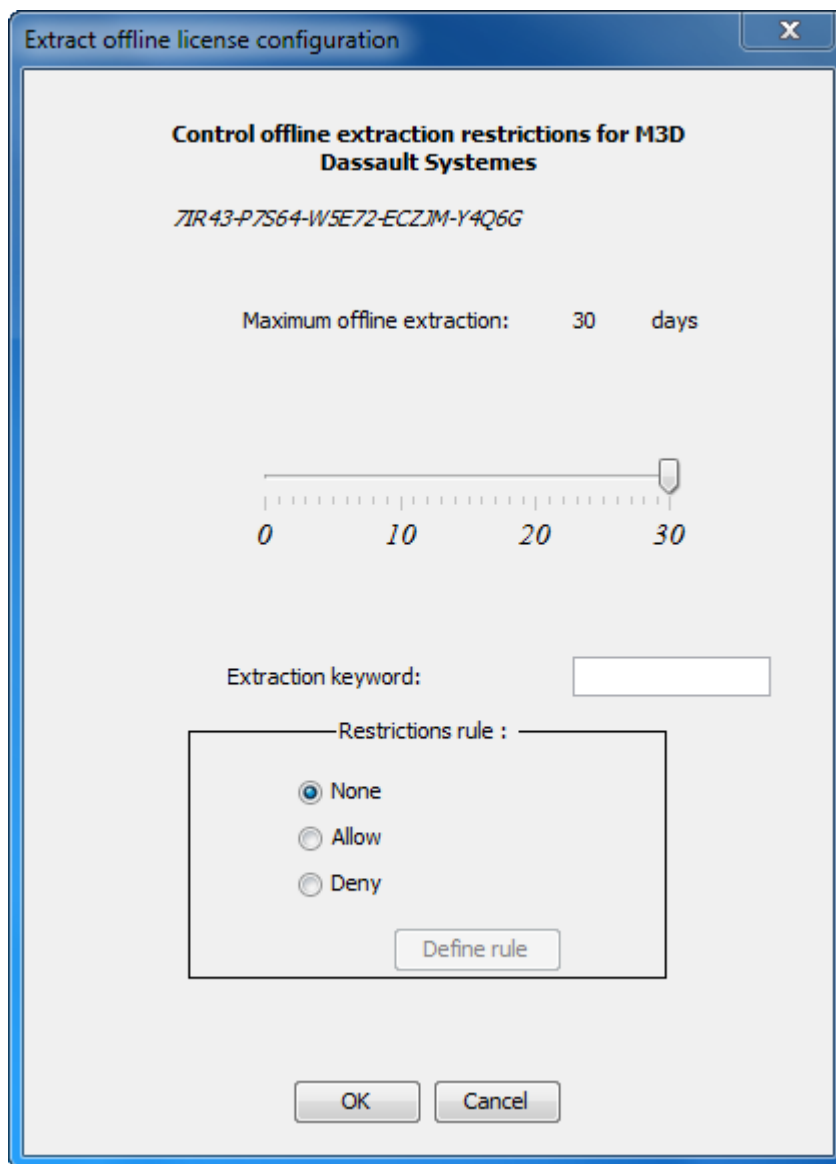 Extract offline license configuration
Control offline extraction restrictions for M3D
Dassault Systemes
7IR43-P7S64-W5E72-ECZJM-Y4Q6G
Maximum offline extraction: 30 days
0 10 20 30
Extraction keyword:
Restrictions rule :
None
Allow
Deny
Define rule
OK Cancel